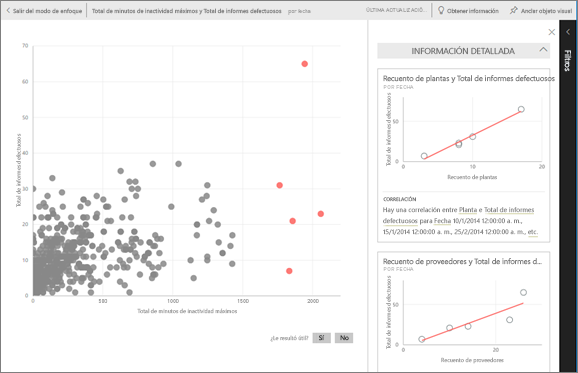 Salir del modo de enfoque
Total de minutos de inactividad máximos y Total de informes defectuosos por fecha
ÚLTIMA ACTUALIZACIÓ...
Obtener información
Anclar objeto visual
Filtros
INFORMACIÓN DETALLADA
Total de informes defectuosos
70
60
50
40
30
20
10
0
0
500
1000
1500
2000
Total de minutos de inactividad máximos
¿Le resultó útil?
Sí
No
Recuento de plantas y Total de informes defectuosos
POR FECHA
Total de informes defectuosos
50
0
0
10
20
Recuento de plantas
CORRELACIÓN
Hay una correlación entre Planta e Total de informes
defectuosos para Fecha 10/1/2014 12:00:00 a. m.,
15/1/2014 12:00:00 a. m., 25/2/2014 12:00:00 a. m., etc.
Recuento de proveedores y Total de informes d...
POR FECHA
Total de informes defectuosos
50
0
0
20
Recuento de proveedores